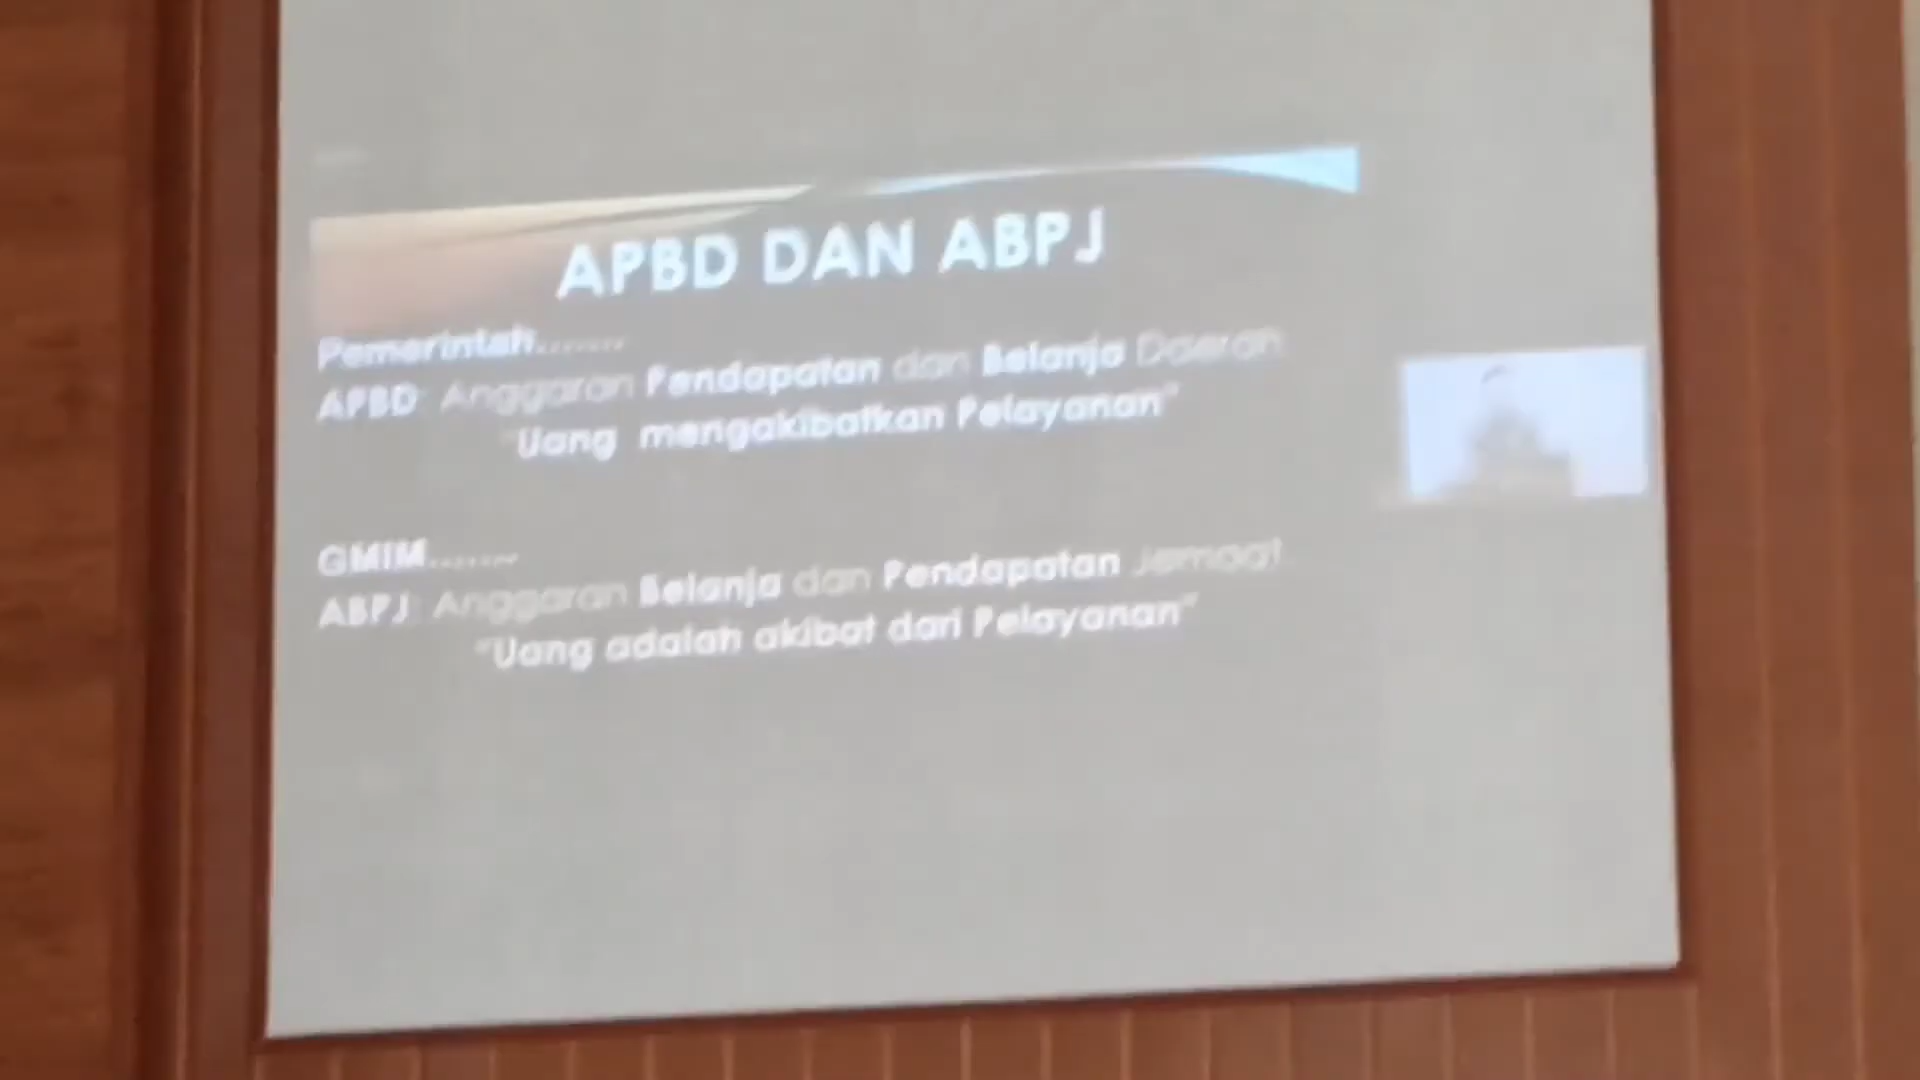 APBD DAN ABPJ
Pemerintah.......
APBD: Anggaran Pendapatan dan Belanja Daerah
"Uang mengakibatkan Pelayanan"
GMIM.......
ABPJ: Anggaran Belanja dan Pendapatan Jemaat
"Uang adalah akibat dari Pelayanan"